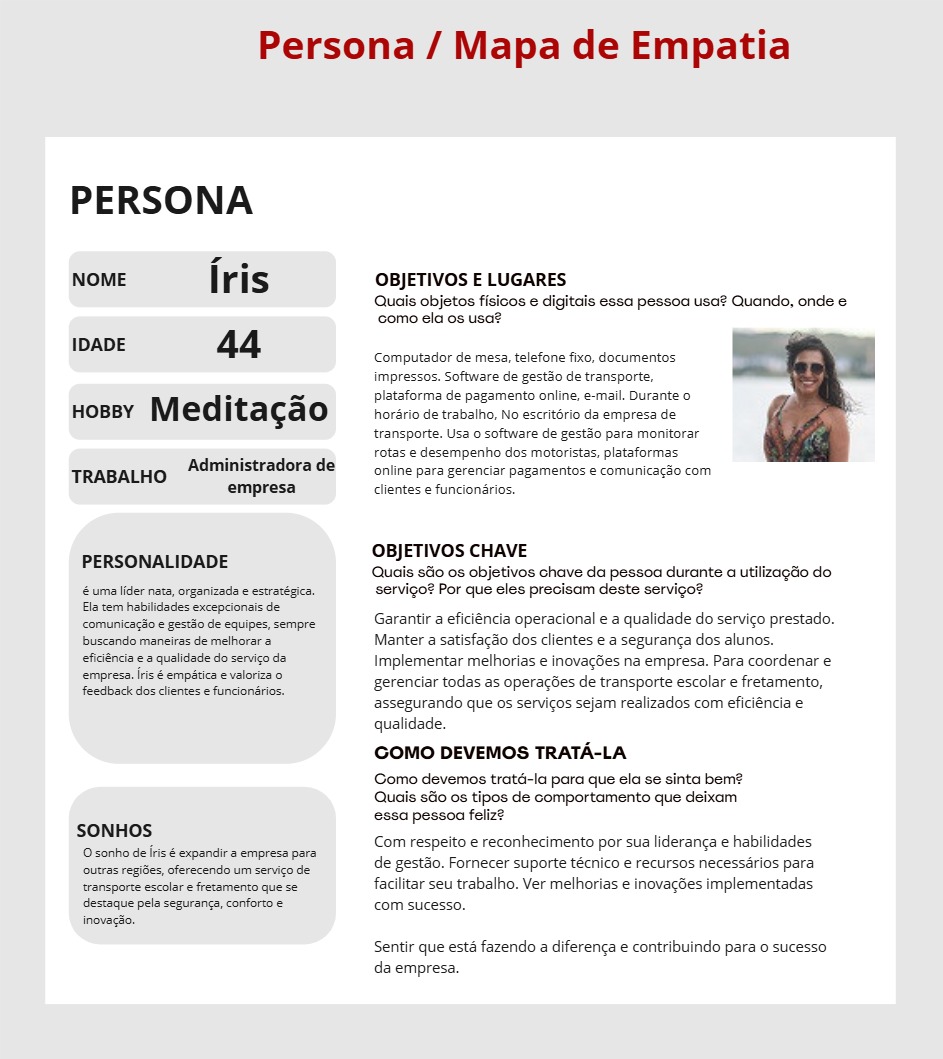 Persona / Mapa de Empatia
PERSONA
NOME
Íris
IDADE
44
HOBBY
Meditação
TRABALHO
Administradora de
empresa
PERSONALIDADE
é uma líder nata, organizada e estratégica.
Ela tem habilidades excepcionais de
comunicação e gestão de equipes, sempre
buscando maneiras de melhorar a
eficiência e a qualidade do serviço da
empresa. Íris é empática e valoriza o
feedback dos clientes e funcionários.
SONHOS
O sonho de Íris é expandir a empresa para
outras regiões, oferecendo um serviço de
transporte escolar e fretamento que se
destaque pela segurança, conforto e
inovação.
OBJETIVOS E LUGARES
Quais objetos físicos e digitais essa pessoa usa? Quando, onde e
como ela os usa?
Computador de mesa, telefone fixo, documentos
impressos. Software de gestão de transporte,
plataforma de pagamento online, e-mail. Durante o
horário de trabalho, No escritório da empresa de
transporte. Usa o software de gestão para monitorar
rotas e desempenho dos motoristas, plataformas
online para gerenciar pagamentos e comunicação com
clientes e funcionários.
OBJETIVOS CHAVE
Quais são os objetivos chave da pessoa durante a utilização do
serviço? Por que eles precisam deste serviço?
Garantir a eficiência operacional e a qualidade do serviço prestado.
Manter a satisfação dos clientes e a segurança dos alunos.
Implementar melhorias e inovações na empresa. Para coordenar e
gerenciar todas as operações de transporte escolar e fretamento,
assegurando que os serviços sejam realizados com eficiência e
qualidade.
COMO DEVEMOS TRATÁ-LA
Como devemos tratá-la para que ela se sinta bem?
Quais são os tipos de comportamento que deixam
essa pessoa feliz?
Com respeito e reconhecimento por sua liderança e habilidades
de gestão. Fornecer suporte técnico e recursos necessários para
facilitar seu trabalho. Ver melhorias e inovações implementadas
com sucesso.
Sentir que está fazendo a diferença e contribuindo para o sucesso
da empresa.